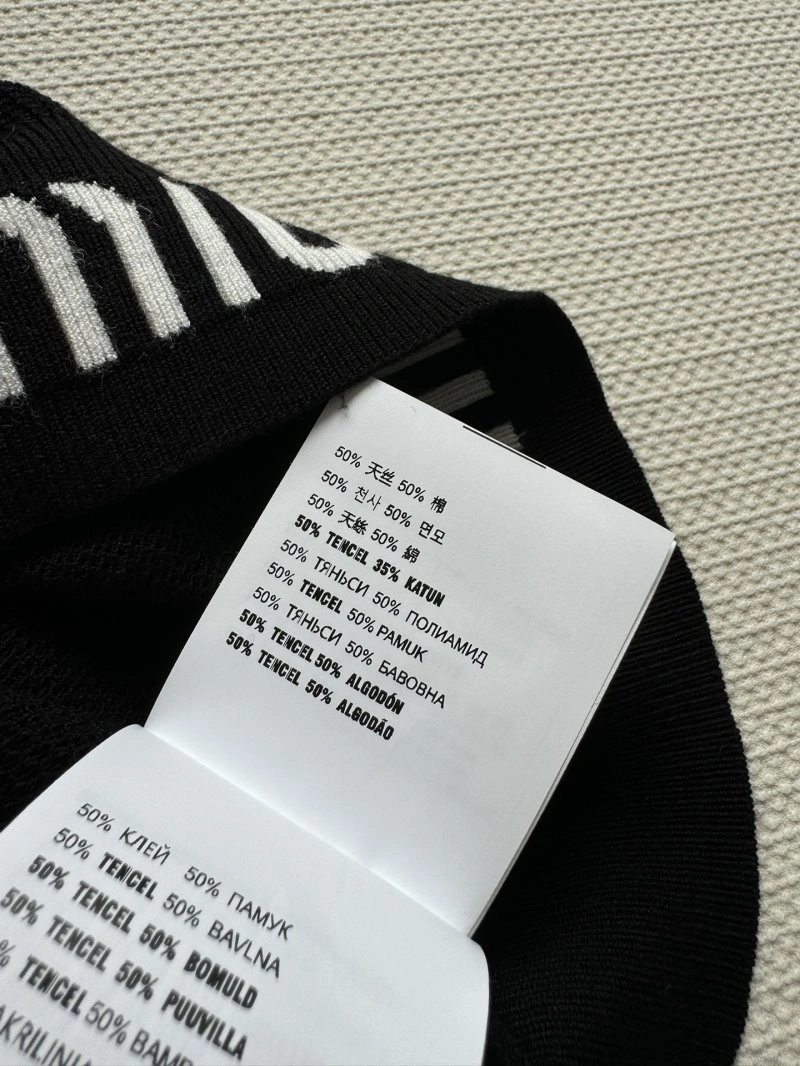 50% 天丝 50% 棉
50% 천사 50% 면모
50% 天絲 50% 綿
50% TENCEL 35% KATUN
50% ТЯНЬСИ 50% ПОЛИАМИД
50% TENCEL 50% PAMUK
50% ТЯНЬСИ 50% БАВОВНА
50% TENCEL 50% ALGODÓN
50% TENCEL 50% ALGODÃO
50% КЛЕЙ 50% ПАМУК
50% TENCEL 50% BAVLNA
50% TENCEL 50% BOMULD
50% TENCEL 50% PUUVILLA
% TENCEL 50%